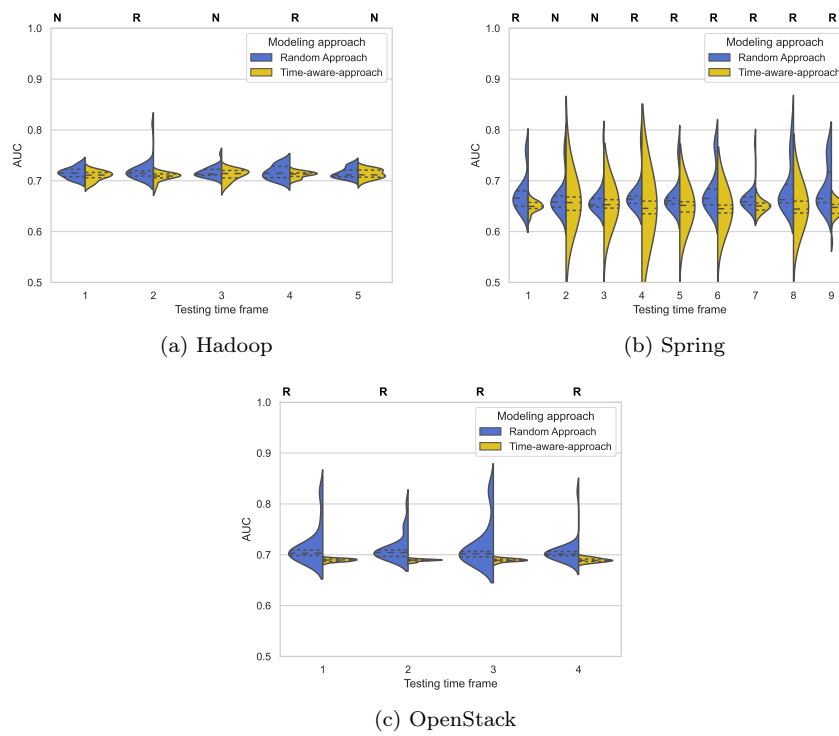 N R N R N
1.0
0.9
0.8
0.7
0.6
0.5
AUC
Modeling approach
Random Approach
Time-aware-approach
1 2 3 4 5
Testing time frame
(a) Hadoop
R N N R R R R R R
1.0
0.9
0.8
0.7
0.6
0.5
AUC
Modeling approach
Random Approach
Time-aware-approach
1 2 3 4 5 6 7 8 9
Testing time frame
(b) Spring
R R R R
1.0
0.9
0.8
0.7
0.6
0.5
AUC
Modeling approach
Random Approach
Time-aware-approach
1 2 3 4
Testing time frame
(c) OpenStack